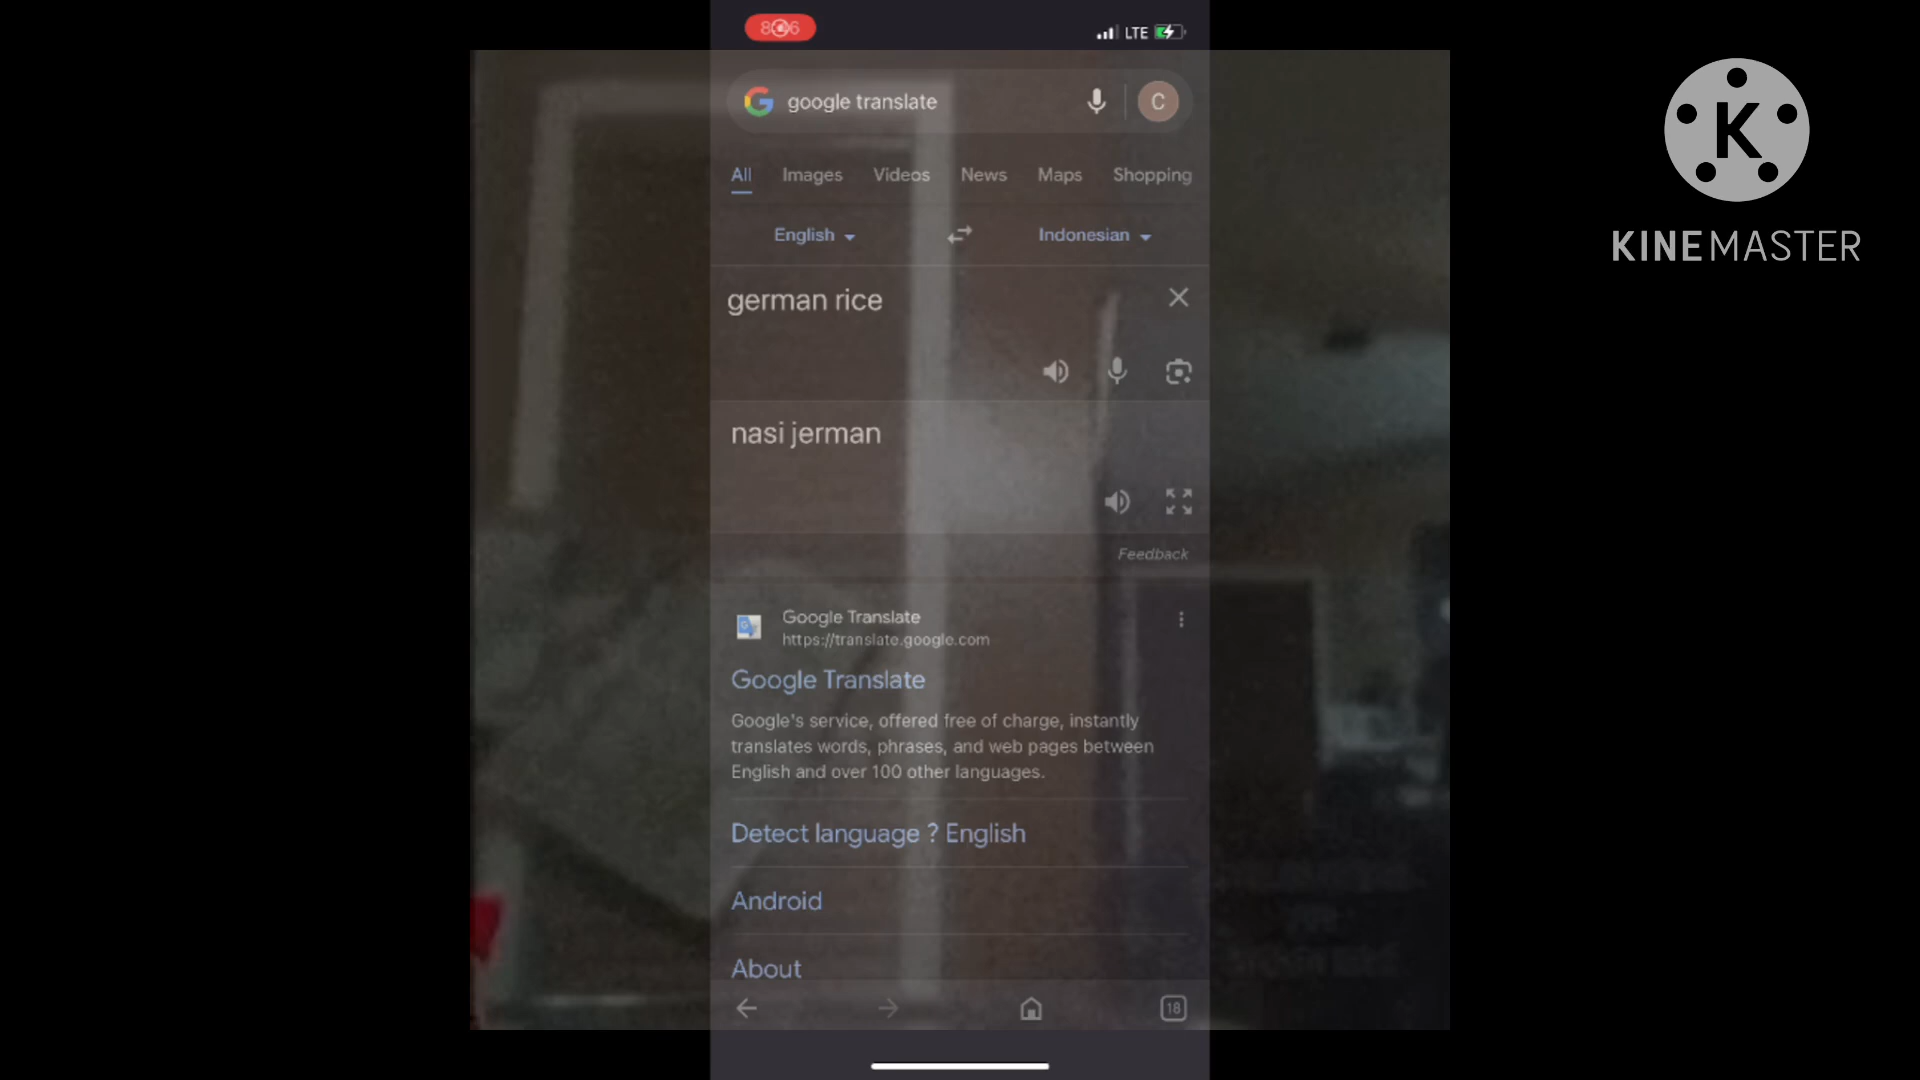 LTE
google translate
C
All Images Videos News Maps Shopping
English Indonesian
german rice
nasi jerman
Feedback
Google Translate
https://translate.google.com
Google Translate
Google's service, offered free of charge, instantly
translates words, phrases, and web pages between
English and over 100 other languages.
Detect language ? English
Android
About
18
K
KINEMASTER